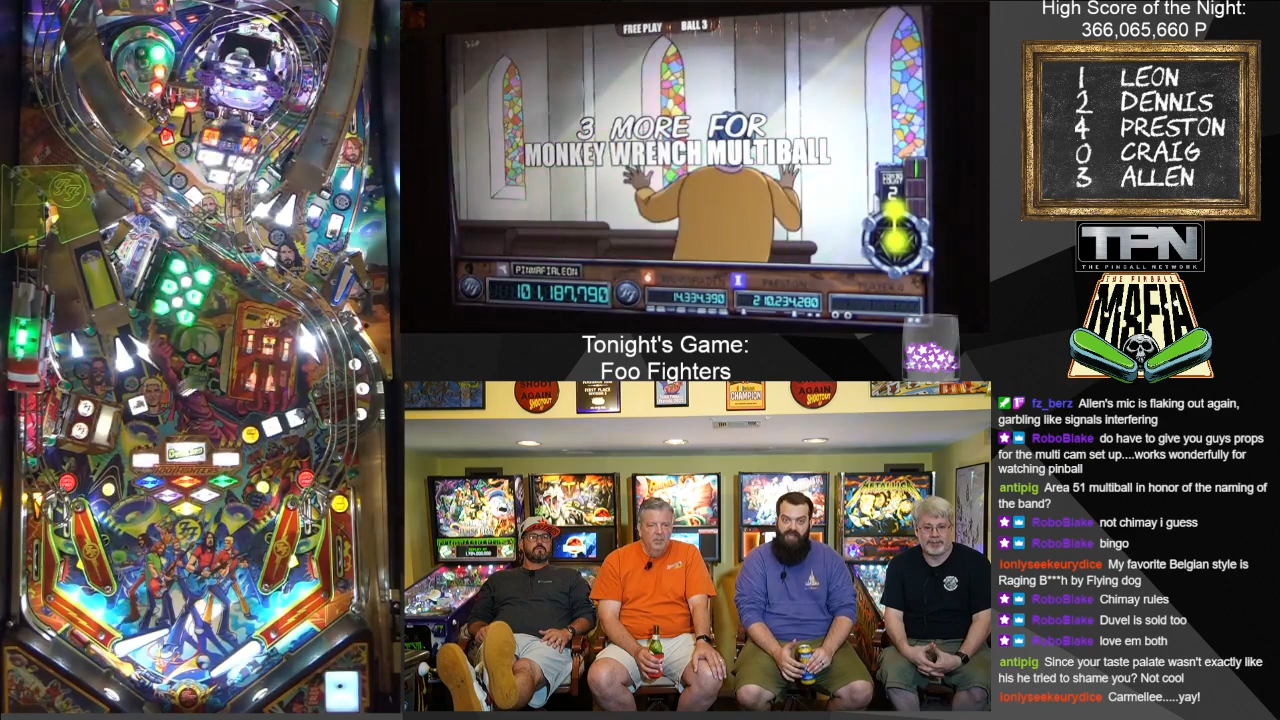 FREE PLAY BALL 3
3 MORE FOR
MONKEY WRENCH MULTIBALL
2
PINMAFIALEON
101,187,790
14,334,390
210,234,280
Tonight's Game:
Foo Fighters
SHOOT
AGAIN
CHAMPION
SHOOT
AGAIN
SHOOTOUT
High Score of the Night:
366,065,660 P
1 LEON
2 DENNIS
4 PRESTON
0 CRAIG
3 ALLEN
TPN
THE PINBALL NETWORK
THE PINBALL
MAFIA
fz_berz Allen's mic is flaking out again,
garbling like signals interfering
RoboBlake do have to give you guys props
for the multi cam set up....works wonderfully for
watching pinball
antipig Area 51 multiball in honor of the naming of
the band?
RoboBlake not chimay i guess
RoboBlake bingo
lonlyseekeurydice My favorite Belgian style is
Raging B***h by Flying dog
RoboBlake Chimay rules
RoboBlake Duvel is sold too
RoboBlake love em both
antipig Since your taste palate wasn't exactly like
his he tried to shame you? Not cool
lonlyseekeurydice Carmellee.....yay!